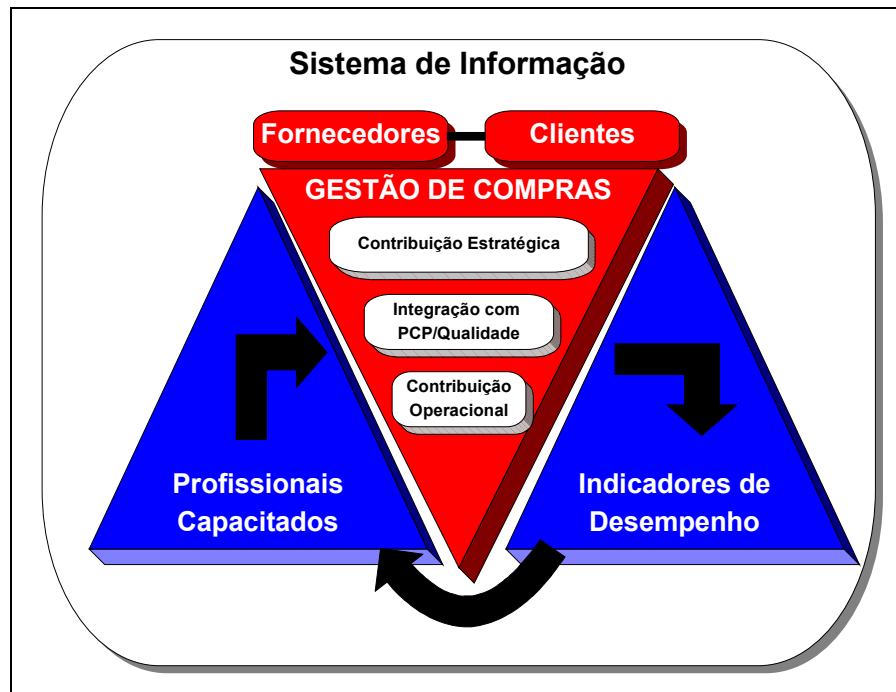 Sistema de Informação
Fornecedores
Clientes
GESTÃO DE COMPRAS
Contribuição Estratégica
Integração com
PCP/Qualidade
Contribuição
Operacional
Profissionais
Capacitados
Indicadores de
Desempenho